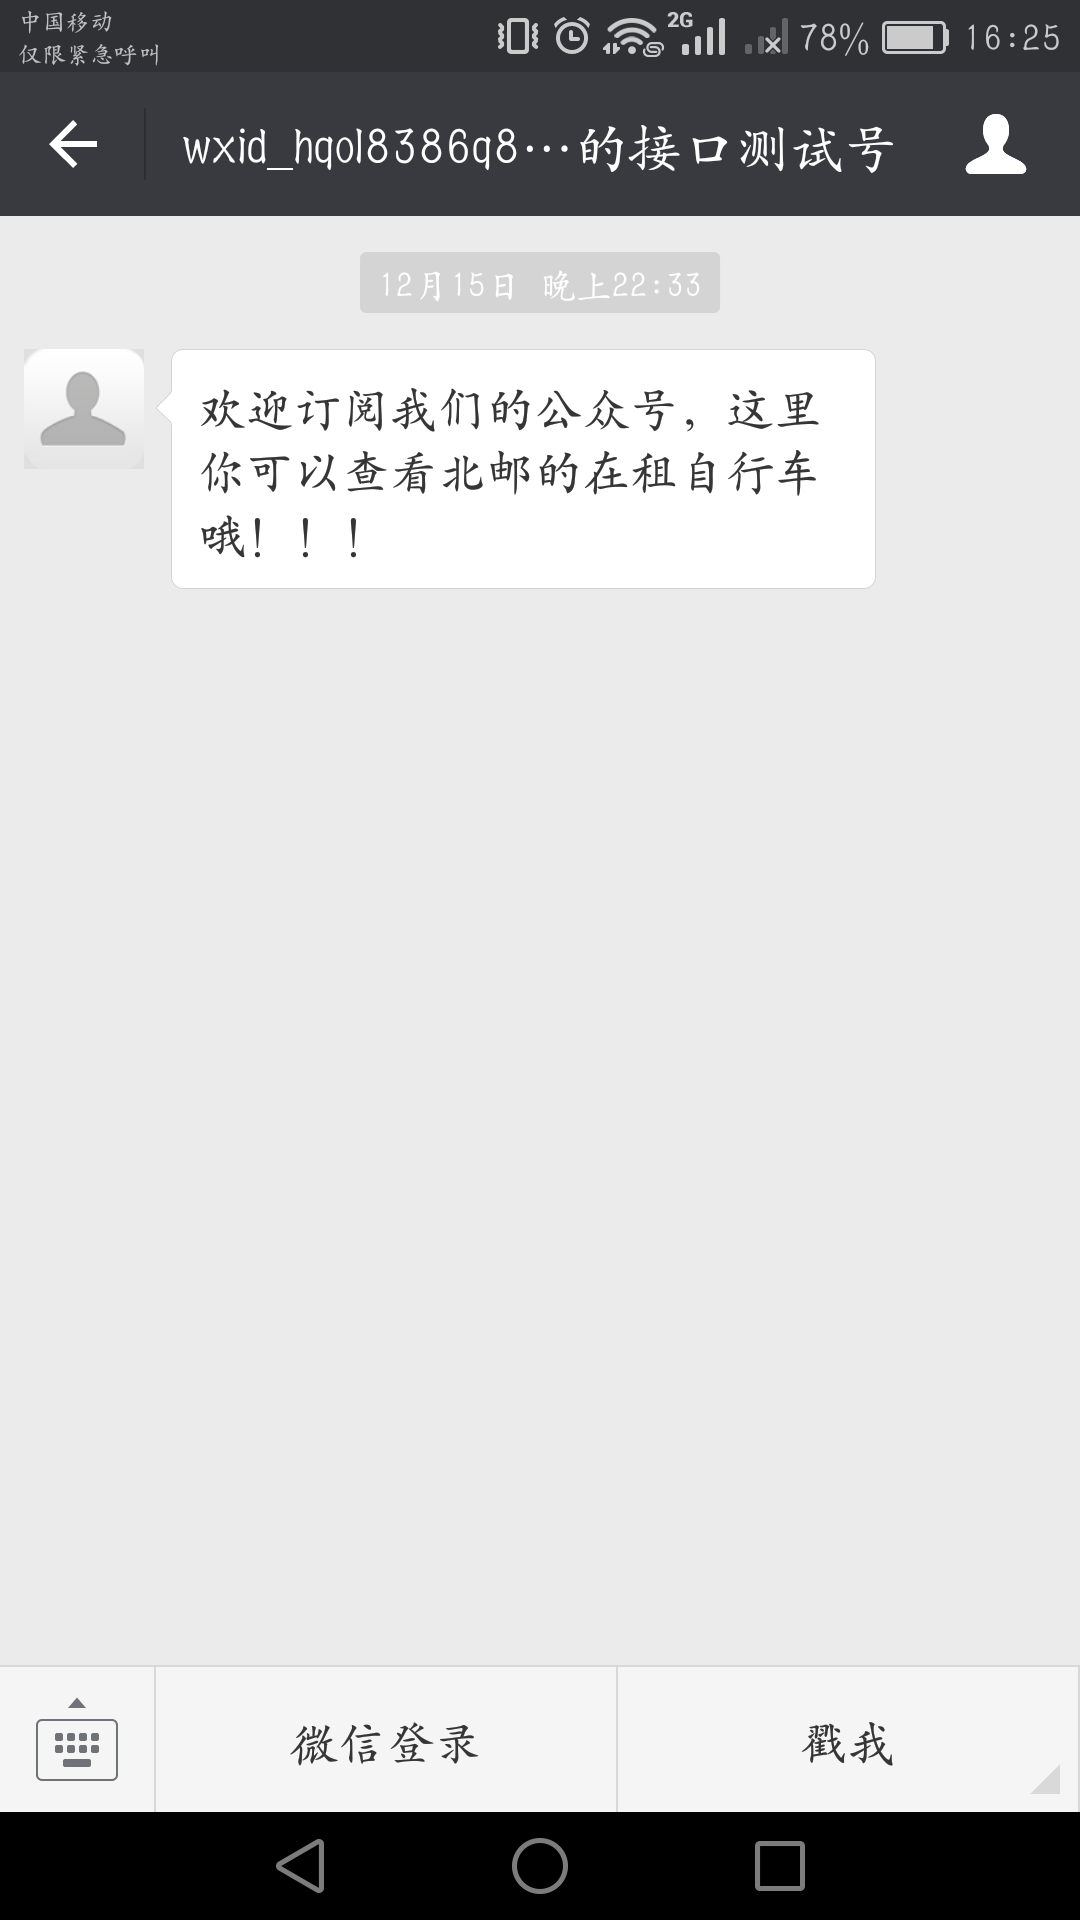 中国移动
仅限紧急呼叫
2G 78% 16:25
wxid_hqol8386q8…的接口测试号
12月15日 晚上22:33
欢迎订阅我们的公众号，这里
你可以查看北邮的在租自行车
哦！！！
微信登录
戳我